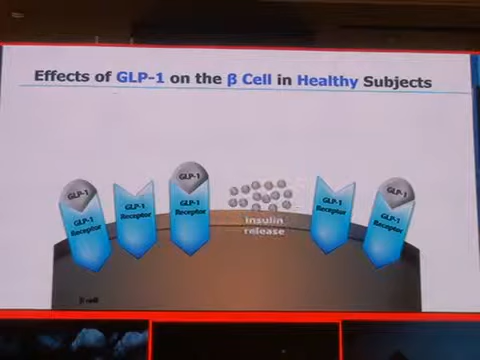 Effects of GLP-1 on the β Cell in Healthy Subjects
GLP-1
GLP-1
Receptor
GLP-1
Receptor
GLP-1
GLP-1
Receptor
Insulin
release
GLP-1
Receptor
GLP-1
GLP-1
Receptor
β-cell